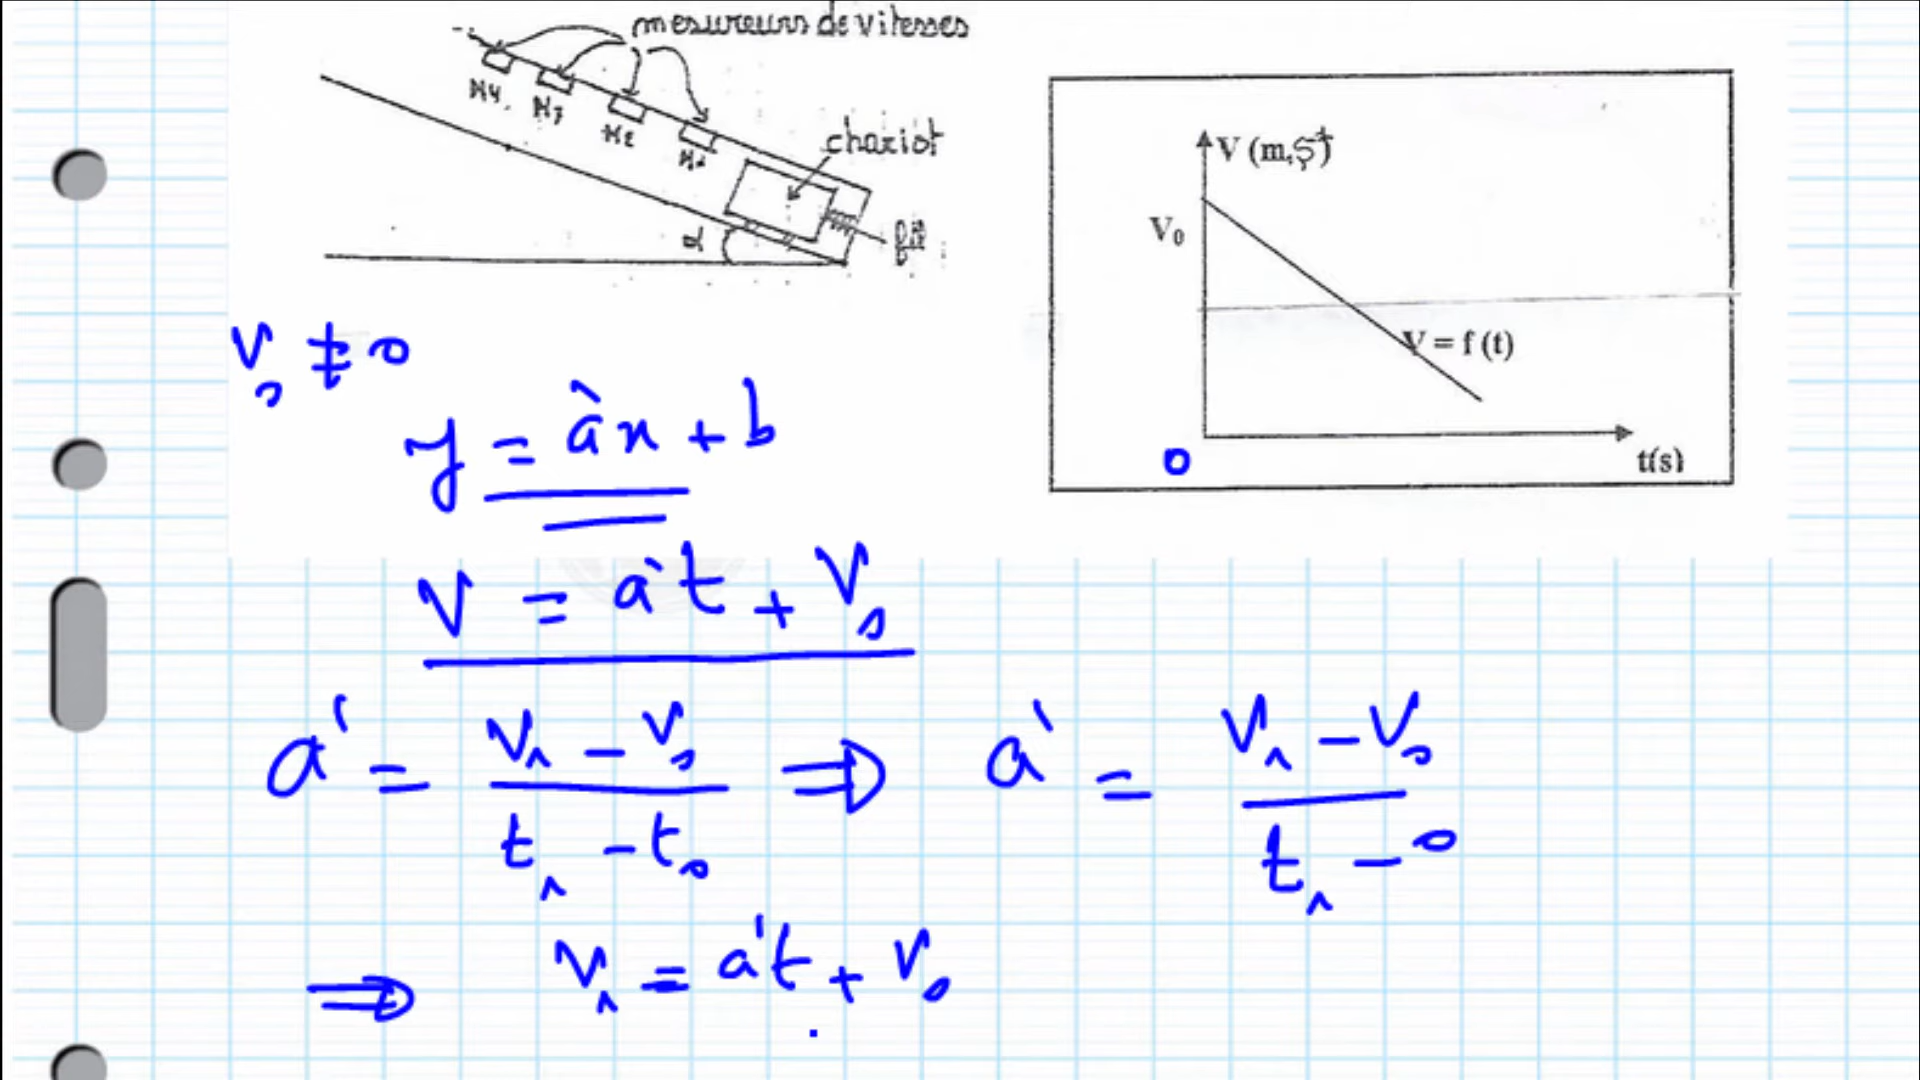 mesureurs de vitesses
M4 M3 M2 M1
chariot
α
fil
V (m,s⁻¹)
V₀
V = f (t)
0
t(s)
V₀ ≠ 0
y = a'x + b
V = a't + V₀
a' = V₁ - V₀ / t₁ - t₀ ⇒ a' = V₁ - V₀ / t₁ - 0
⇒ V₁ = a't + V₀